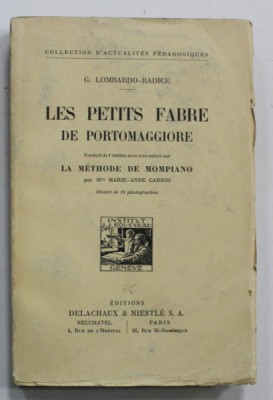 COLLECTION D'ACTUALITÉS PÉDAGOGIQUES
G. LOMBARDO-RADICE
LES PETITS FABRE
DE PORTOMAGGIORE
Traduit de l'italien avec une notice sur
LA MÉTHODE DE MOMPIANO
par Mlle MARIE-ANNE CARROI
Illustré de 16 photographies
INSTITUT
J. J. ROUSSEAU
GENÈVE
ÉDITIONS
DELACHAUX & NIESTLÉ S. A.
NEUCHATEL PARIS
4, RUE DE L'HOPITAL 26, RUE ST-DOMINIQUE